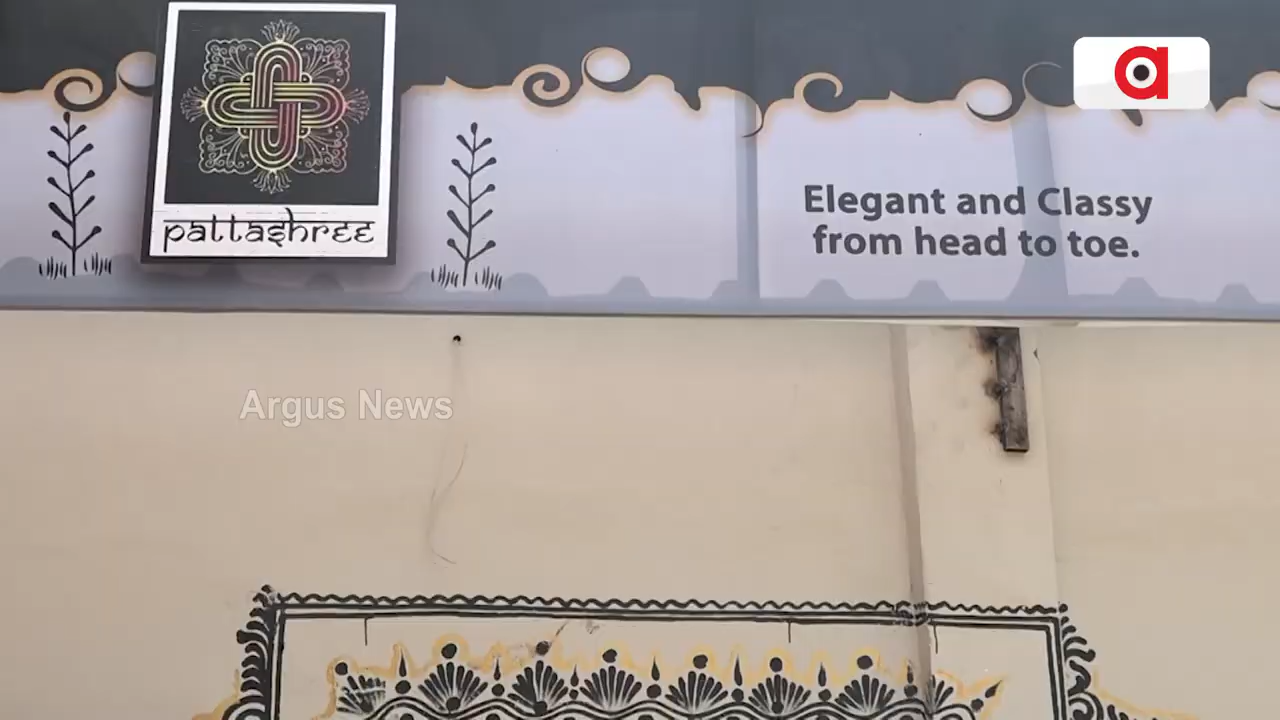 pattashree
Elegant and Classy
from head to toe.
Argus News